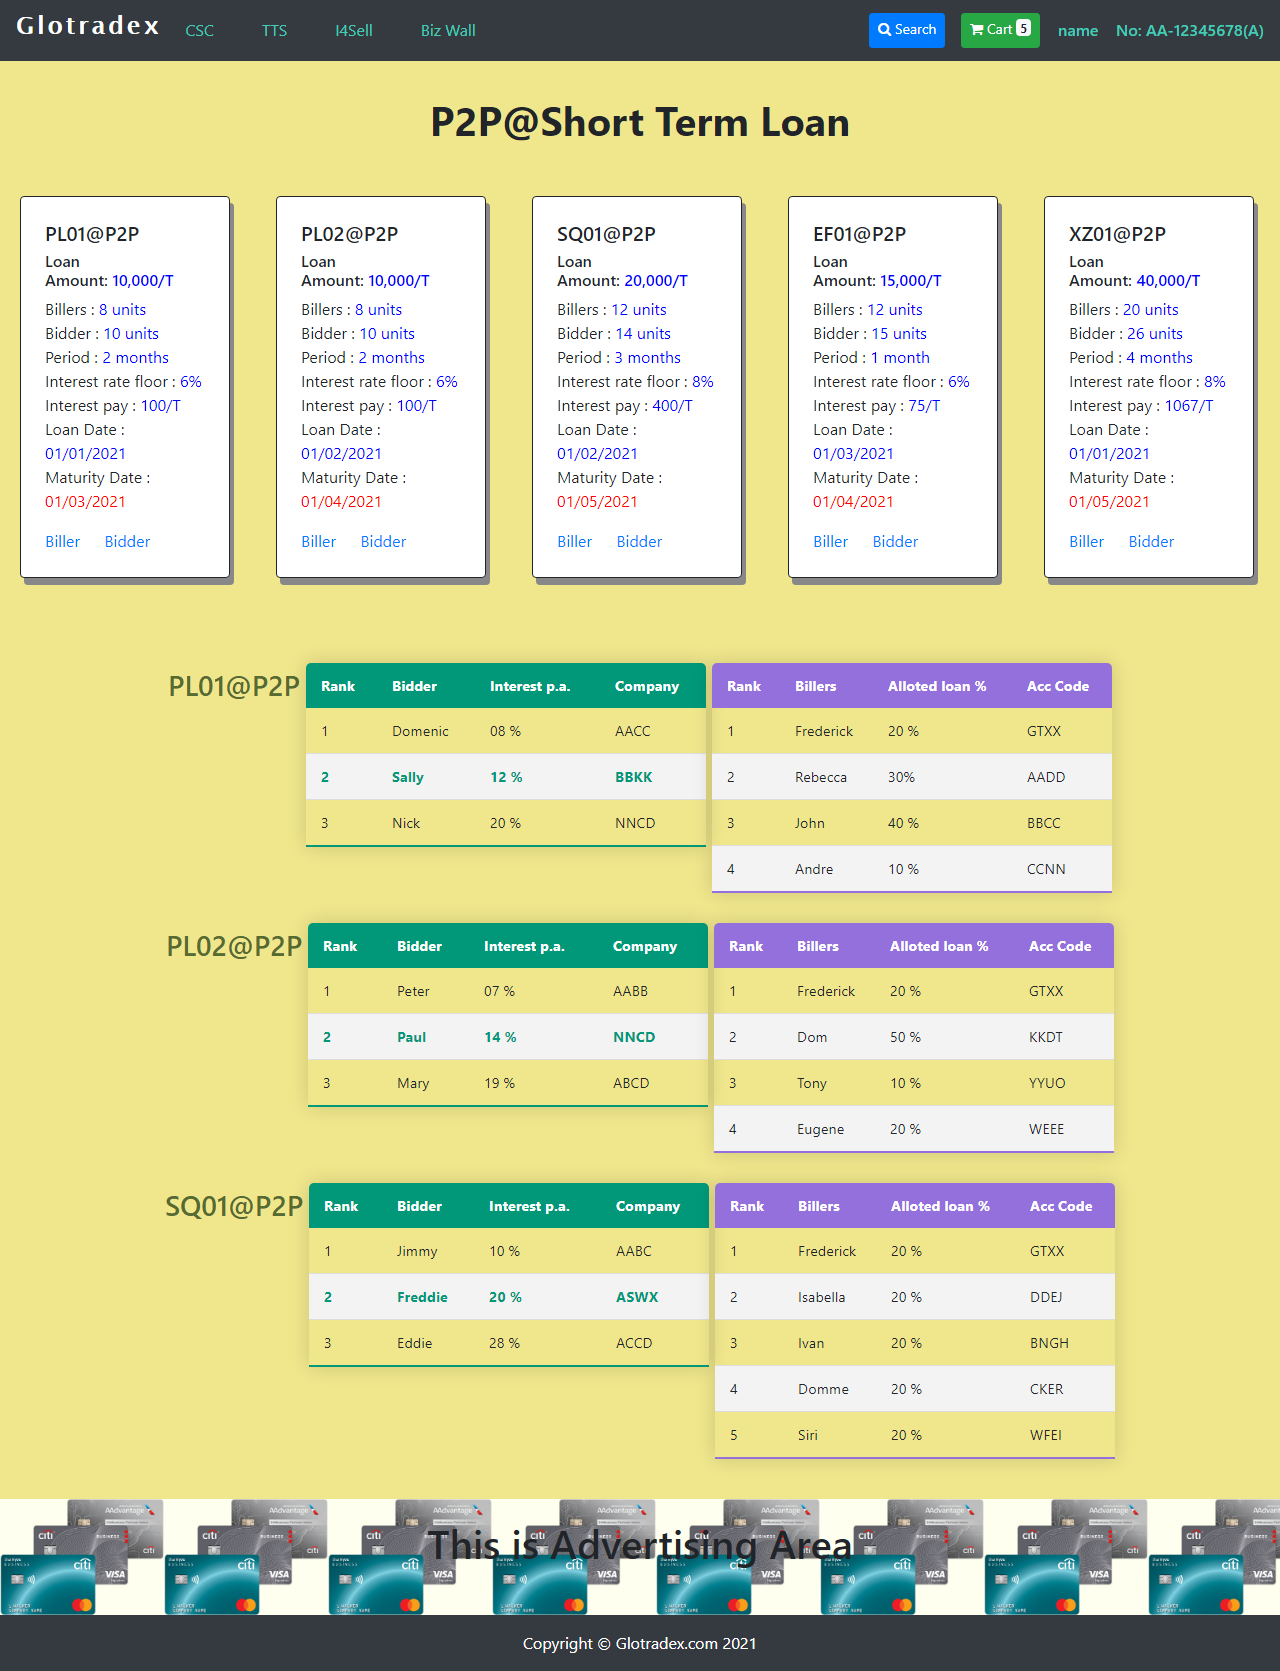 Glotradex CSC TTS I4Sell Biz Wall Search Cart 5 name No: AA-12345678(A)
P2P@Short Term Loan
PL01@P2P
Loan
Amount: 10,000/T
Billers : 8 units
Bidder : 10 units
Period : 2 months
Interest rate floor : 6%
Interest pay : 100/T
Loan Date :
01/01/2021
Maturity Date :
01/03/2021
Biller Bidder
PL02@P2P
Loan
Amount: 10,000/T
Billers : 8 units
Bidder : 10 units
Period : 2 months
Interest rate floor : 6%
Interest pay : 100/T
Loan Date :
01/02/2021
Maturity Date :
01/04/2021
Biller Bidder
SQ01@P2P
Loan
Amount: 20,000/T
Billers : 12 units
Bidder : 14 units
Period : 3 months
Interest rate floor : 8%
Interest pay : 400/T
Loan Date :
01/02/2021
Maturity Date :
01/05/2021
Biller Bidder
EF01@P2P
Loan
Amount: 15,000/T
Billers : 12 units
Bidder : 15 units
Period : 1 month
Interest rate floor : 6%
Interest pay : 75/T
Loan Date :
01/03/2021
Maturity Date :
01/04/2021
Biller Bidder
XZ01@P2P
Loan
Amount: 40,000/T
Billers : 20 units
Bidder : 26 units
Period : 4 months
Interest rate floor : 8%
Interest pay : 1067/T
Loan Date :
01/01/2021
Maturity Date :
01/05/2021
Biller Bidder
PL01@P2P
Rank Bidder Interest p.a. Company
1 Domenic 08 % AACC
2 Sally 12 % BBKK
3 Nick 20 % NNCD
Rank Billers Alloted loan % Acc Code
1 Frederick 20 % GTXX
2 Rebecca 30% AADD
3 John 40 % BBCC
4 Andre 10 % CCNN
PL02@P2P
Rank Bidder Interest p.a. Company
1 Peter 07 % AABB
2 Paul 14 % NNCD
3 Mary 19 % ABCD
Rank Billers Alloted loan % Acc Code
1 Frederick 20 % GTXX
2 Dom 50 % KKDT
3 Tony 10 % YYUO
4 Eugene 20 % WEEE
SQ01@P2P
Rank Bidder Interest p.a. Company
1 Jimmy 10 % AABC
2 Freddie 20 % ASWX
3 Eddie 28 % ACCD
Rank Billers Alloted loan % Acc Code
1 Frederick 20 % GTXX
2 Isabella 20 % DDEJ
3 Ivan 20 % BNGH
4 Domme 20 % CKER
5 Siri 20 % WFEI
This is Advertising Area
Copyright © Glotradex.com 2021